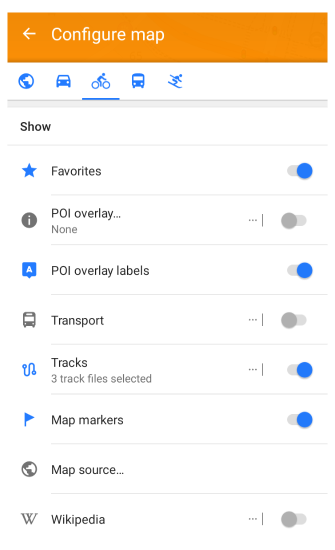 Configure map
Show
Favorites
POI overlay...
None
POI overlay labels
Transport
Tracks
3 track files selected
Map markers
Map source...
Wikipedia